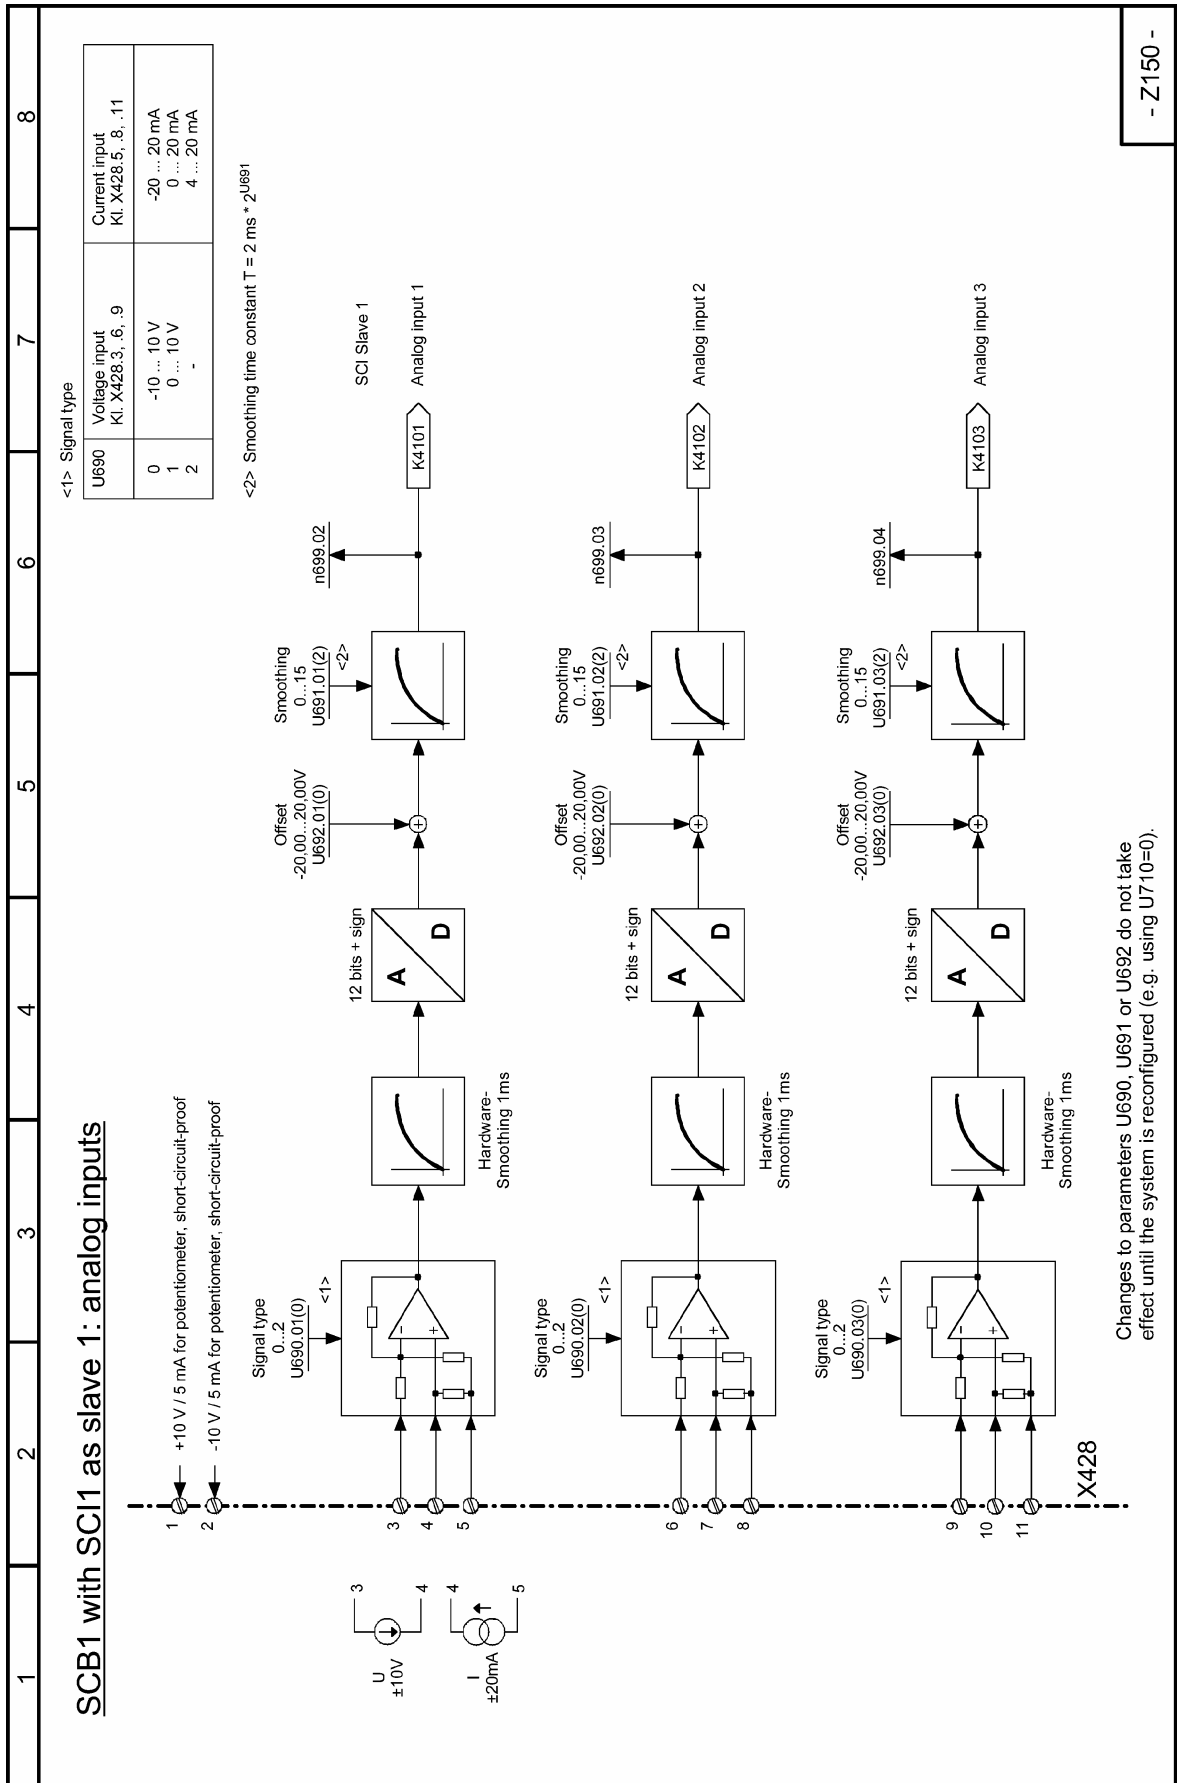 1 2 3 4 5 6 7 8
SCB1 with SCI1 as slave 1: analog inputs
<1> Signal type
U690 Voltage input Current input
Kl. X428.3, .6, .9 Kl. X428.5, .8, .11
0 -10 ... 10 V -20 ... 20 mA
1 0 ... 10 V 0 ... 20 mA
2 - 4 ... 20 mA
<2> Smoothing time constant T = 2 ms * 2^U691
1 +10 V / 5 mA for potentiometer, short-circuit-proof
2 -10 V / 5 mA for potentiometer, short-circuit-proof
SCI Slave 1
Signal type
0...2
U690.01(0)
<1>
Hardware-
Smoothing 1ms
12 bits + sign
A
D
Offset
-20,00...20,00V
U692.01(0)
+
Smoothing
0...15
U691.01(2)
<2>
n699.02
K4101
Analog input 1
3
4
5
-
+
U
±10V
3
4
I
±20mA
4
5
Signal type
0...2
U690.02(0)
<1>
Hardware-
Smoothing 1ms
12 bits + sign
A
D
Offset
-20,00...20,00V
U692.02(0)
+
Smoothing
0...15
U691.02(2)
<2>
n699.03
K4102
Analog input 2
6
7
8
-
+
Signal type
0...2
U690.03(0)
<1>
Hardware-
Smoothing 1ms
12 bits + sign
A
D
Offset
-20,00...20,00V
U692.03(0)
+
Smoothing
0...15
U691.03(2)
<2>
n699.04
K4103
Analog input 3
9
10
11
-
+
X428
Changes to parameters U690, U691 or U692 do not take
effect until the system is reconfigured (e.g. using U710=0).
- Z150 -